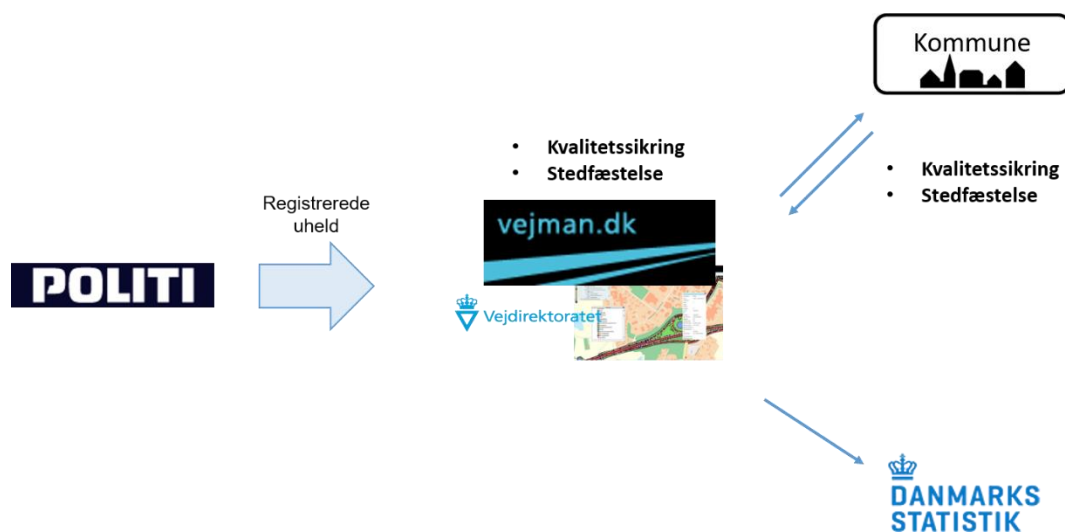 Kommune
• Kvalitetssikring
• Stedfæstelse
• Kvalitetssikring
• Stedfæstelse
Registrerede
uheld
vejman.dk
POLITI
Vejdirektoratet
DANMARKS
STATISTIK